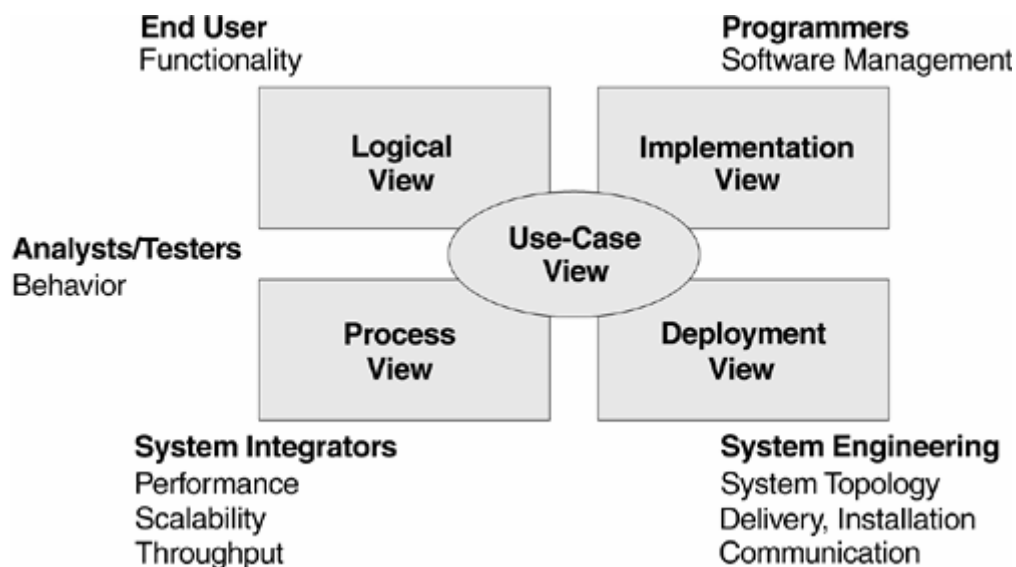 End User
Functionality
Programmers
Software Management
Logical
View
Implementation
View
Analysts/Testers
Behavior
Use-Case
View
Process
View
Deployment
View
System Integrators
Performance
Scalability
Throughput
System Engineering
System Topology
Delivery, Installation
Communication